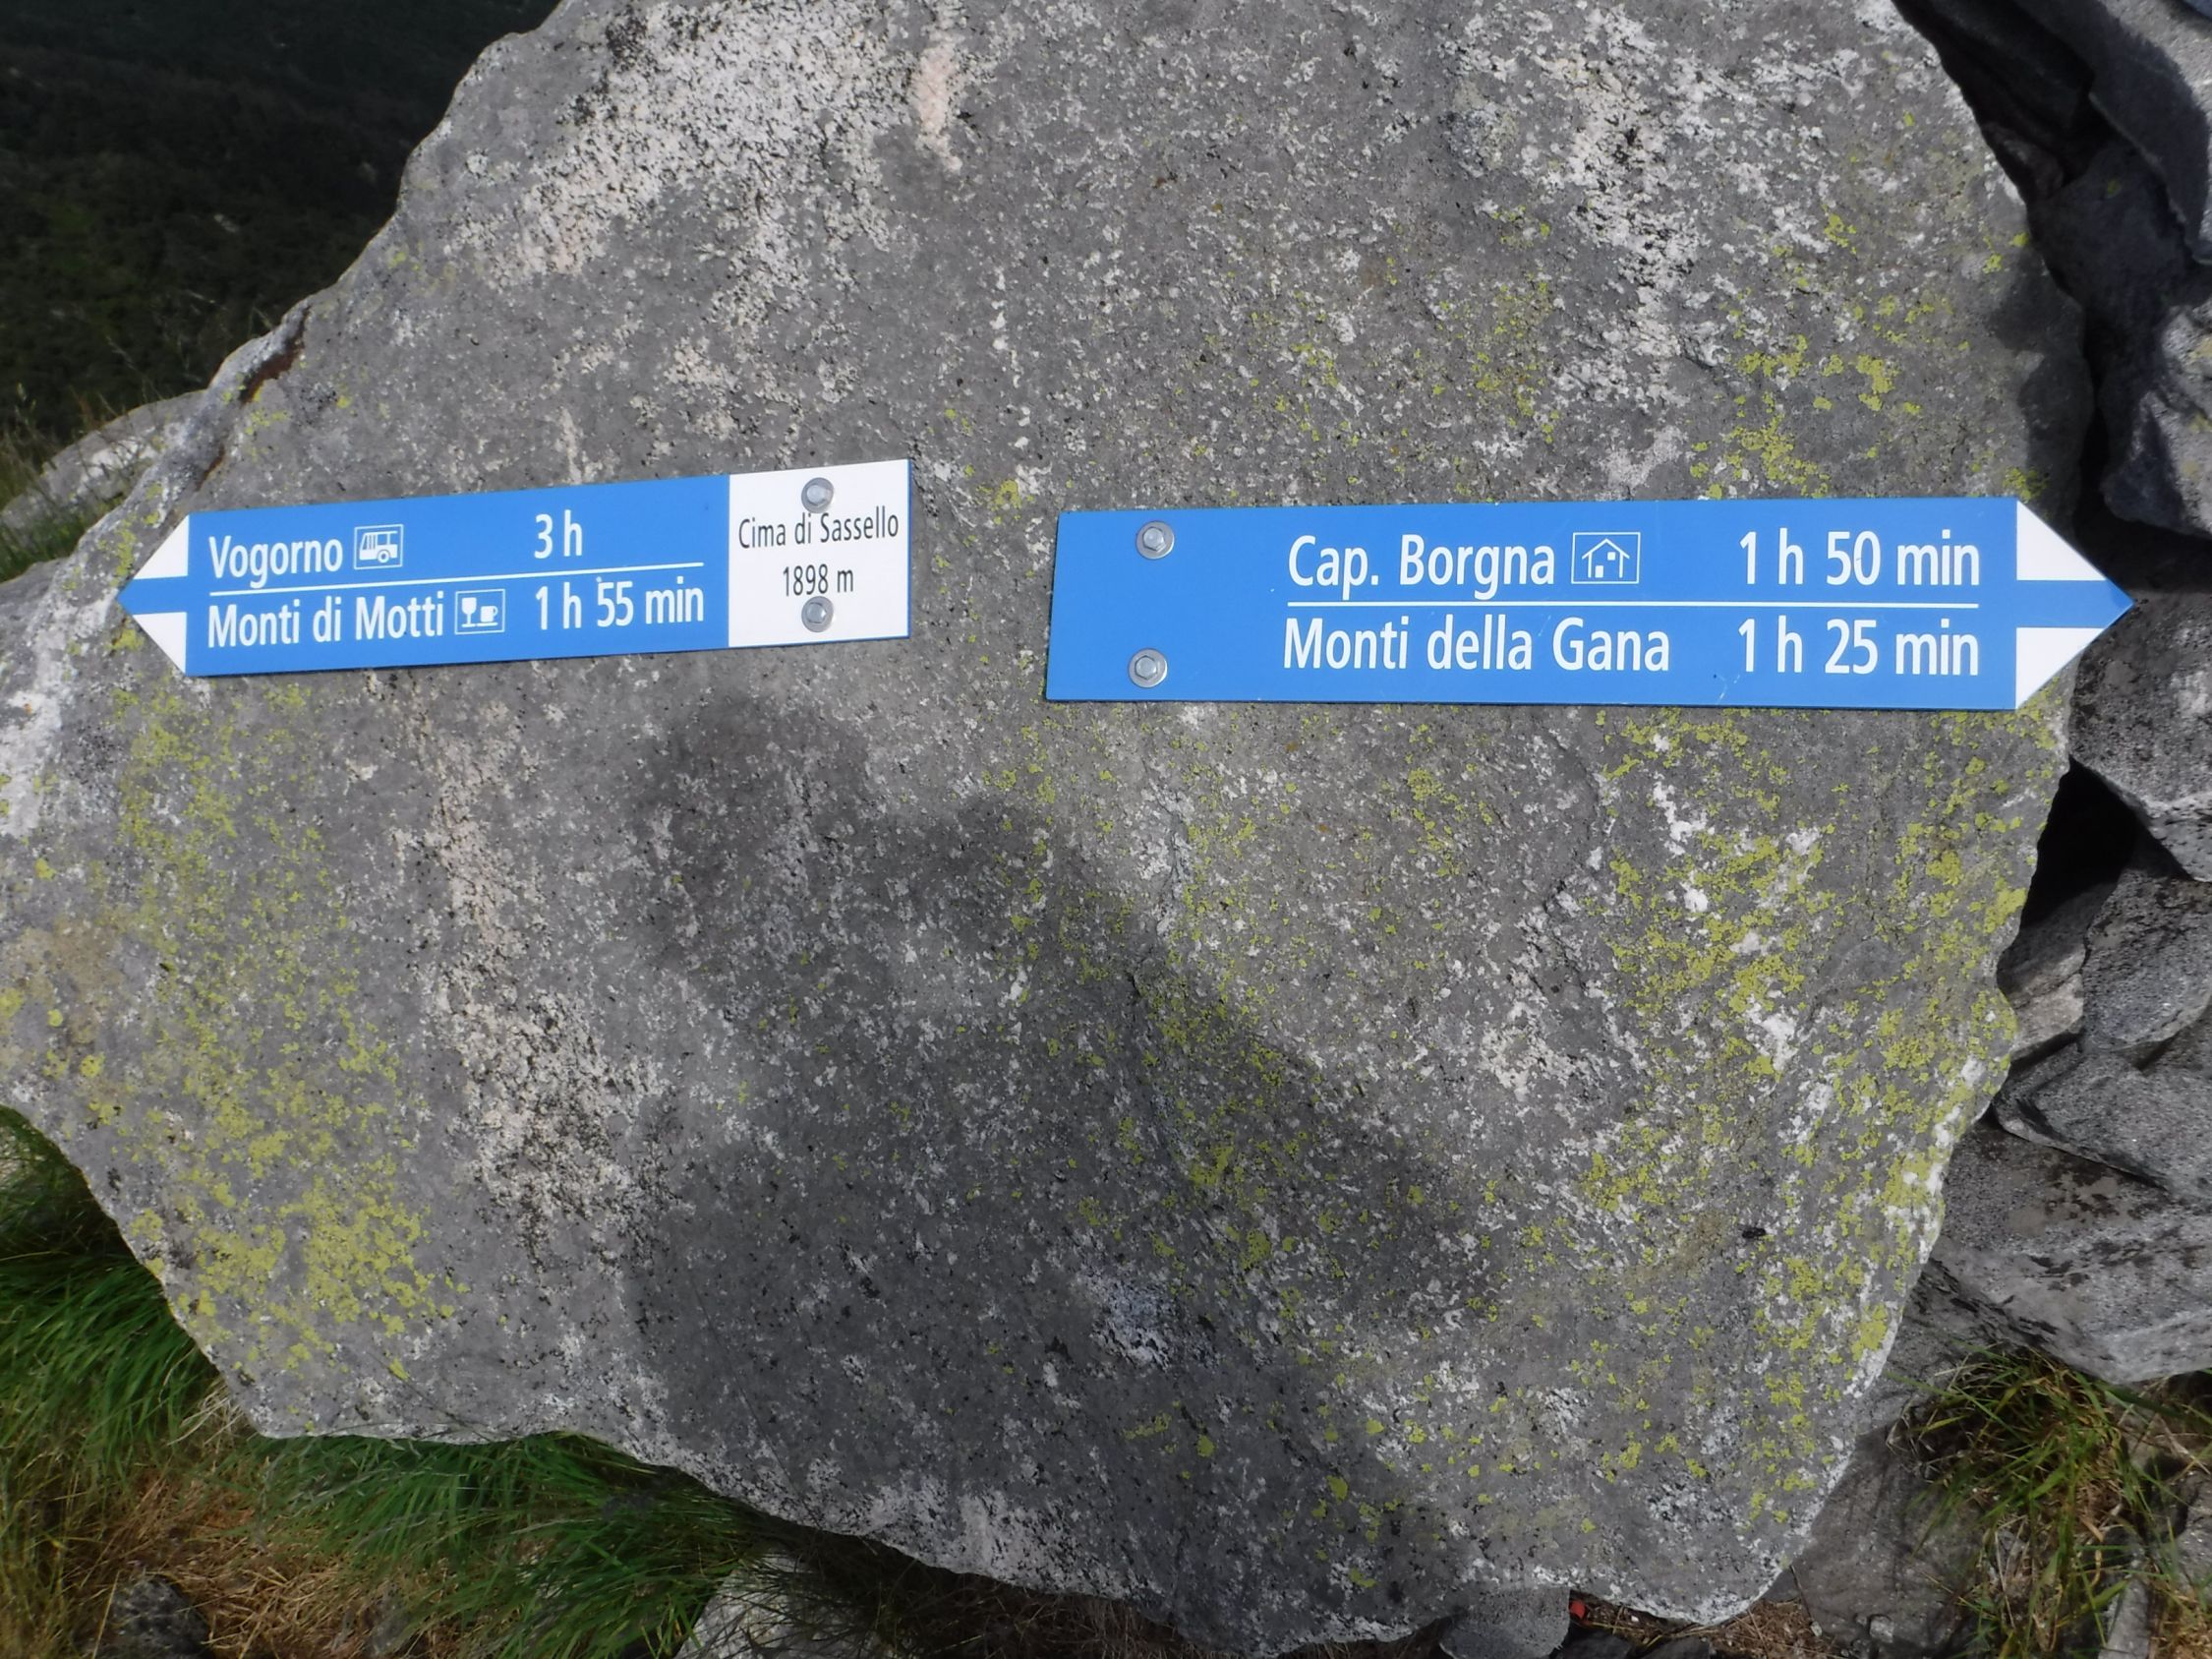 Vogorno 3 h
Monti di Motti 1 h 55 min
Cima di Sassello
1898 m
Cap. Borgna 1 h 50 min
Monti della Gana 1 h 25 min